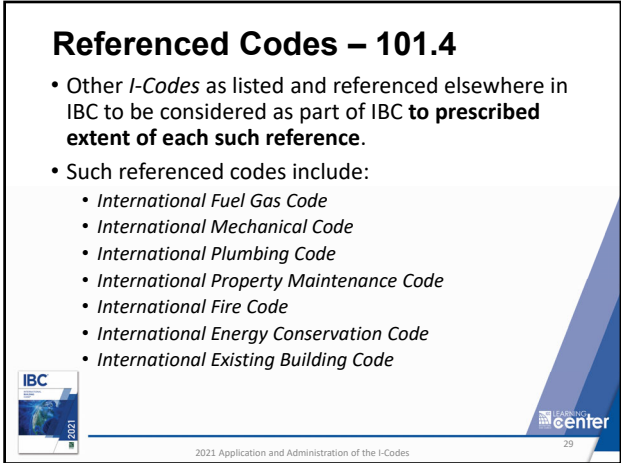 Referenced Codes – 101.4
• Other I-Codes as listed and referenced elsewhere in
IBC to be considered as part of IBC to prescribed
extent of each such reference.
• Such referenced codes include:
• International Fuel Gas Code
• International Mechanical Code
• International Plumbing Code
• International Property Maintenance Code
• International Fire Code
• International Energy Conservation Code
• International Existing Building Code
IBC
2021
LEARNING
center
2021 Application and Administration of the I-Codes
29